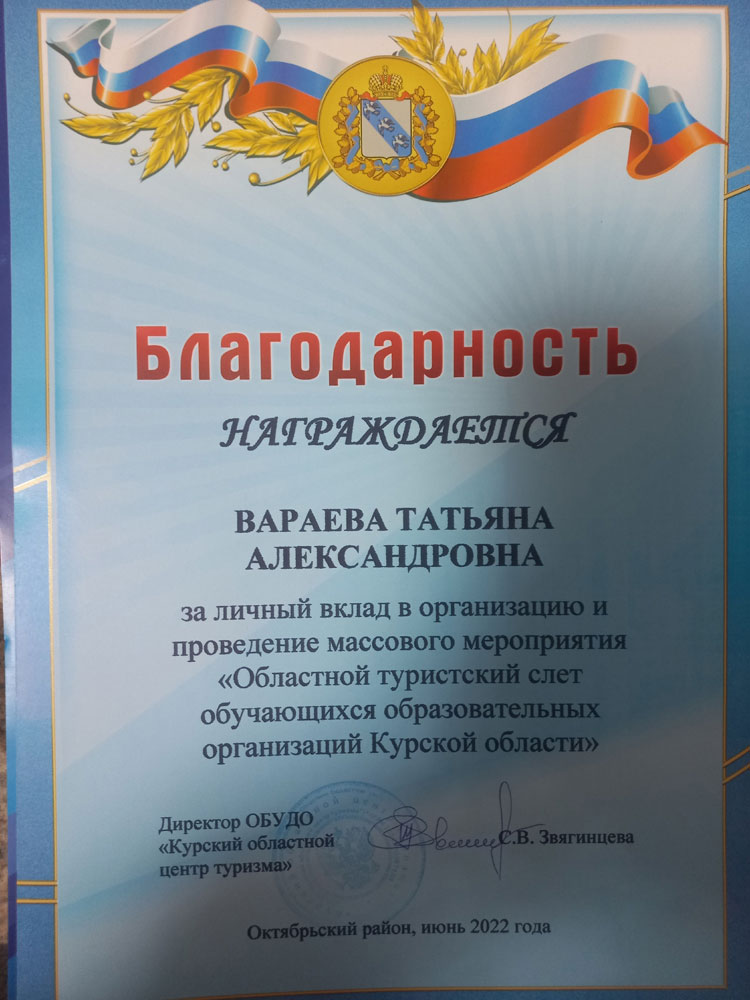 Благодарность
НАГРАЖДАЕТСЯ
ВАРАЕВА ТАТЬЯНА
АЛЕКСАНДРОВНА
за личный вклад в организацию и
проведение массового мероприятия
«Областной туристский слет
обучающихся образовательных
организаций Курской области»
Директор ОБУДО
«Курский областной
центр туризма»
С.В. Звягинцева
Октябрьский район, июнь 2022 года